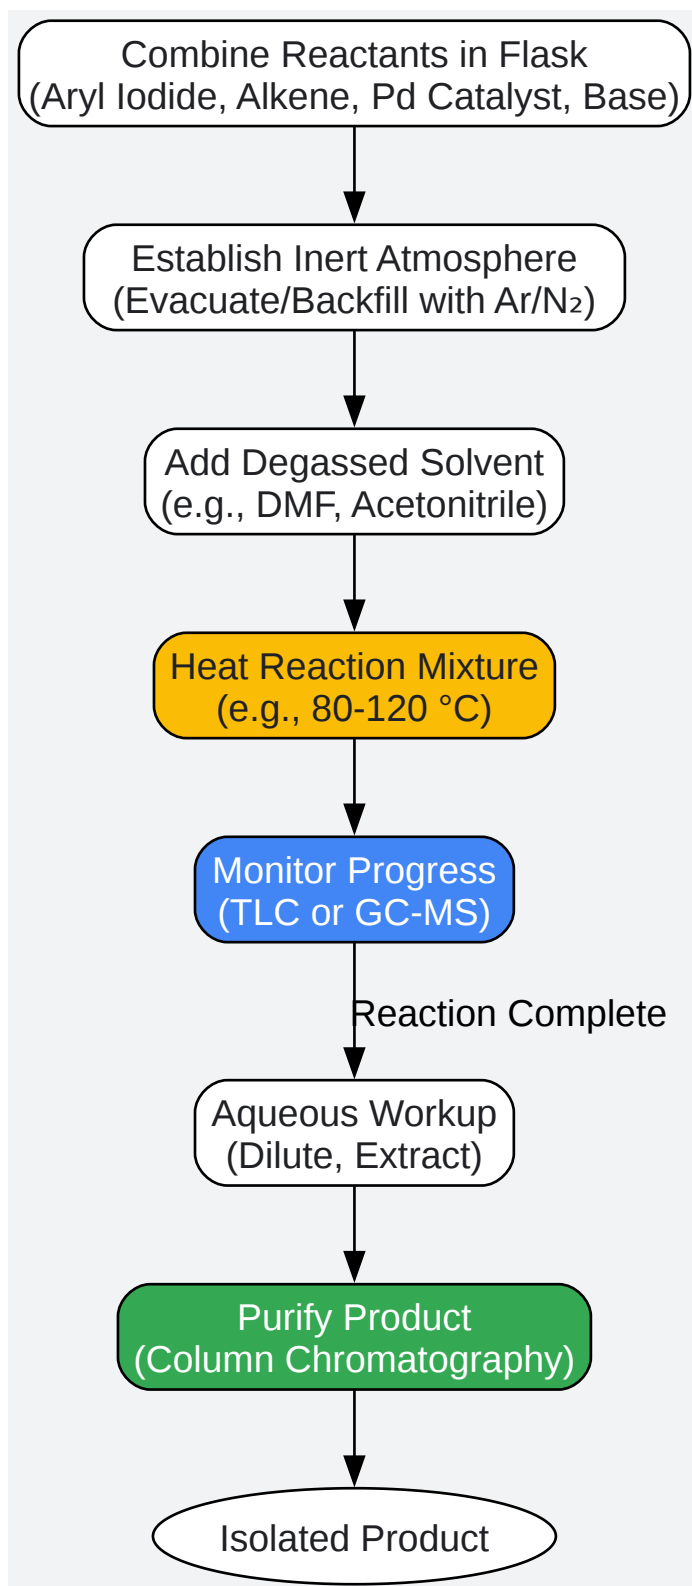 Combine Reactants in Flask
(Aryl Iodide, Alkene, Pd Catalyst, Base)
Establish Inert Atmosphere
(Evacuate/Backfill with Ar/N₂)
Add Degassed Solvent
(e.g., DMF, Acetonitrile)
Heat Reaction Mixture
(e.g., 80-120 °C)
Monitor Progress
(TLC or GC-MS)
Reaction Complete
Aqueous Workup
(Dilute, Extract)
Purify Product
(Column Chromatography)
Isolated Product